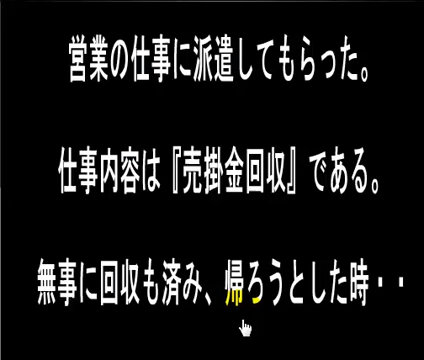 営業の仕事に派遣してもらった。
仕事内容は『売掛金回収』である。
無事に回収も済み、帰ろうとした時・・